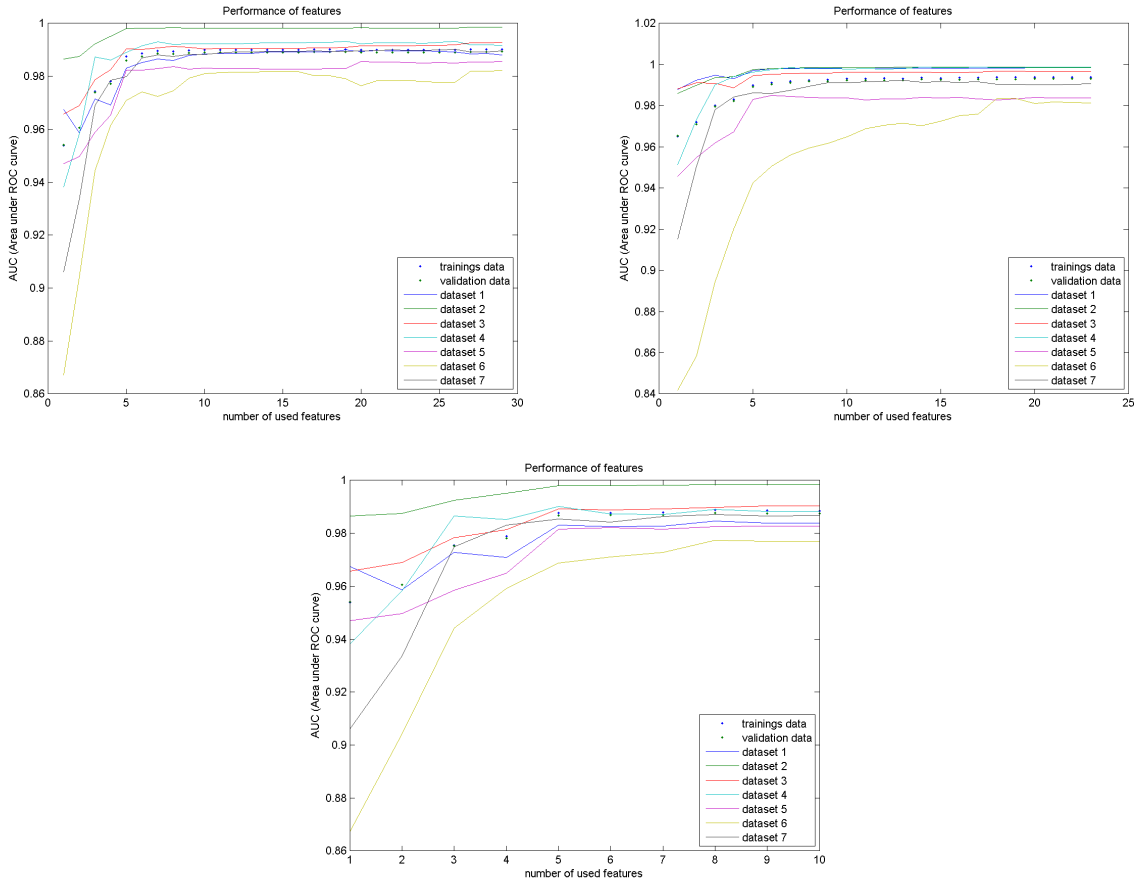 Performance of features
1
0.98
0.96
0.94
0.92
0.9
0.88
0.86
AUC (Area under ROC curve)
0 5 10 15 20 25 30
number of used features
trainings data
validation data
dataset 1
dataset 2
dataset 3
dataset 4
dataset 5
dataset 6
dataset 7
Performance of features
1.02
1
0.98
0.96
0.94
0.92
0.9
0.88
0.86
0.84
AUC (Area under ROC curve)
0 5 10 15 20 25
number of used features
trainings data
validation data
dataset 1
dataset 2
dataset 3
dataset 4
dataset 5
dataset 6
dataset 7
Performance of features
1
0.98
0.96
0.94
0.92
0.9
0.88
0.86
AUC (Area under ROC curve)
1 2 3 4 5 6 7 8 9 10
number of used features
trainings data
validation data
dataset 1
dataset 2
dataset 3
dataset 4
dataset 5
dataset 6
dataset 7